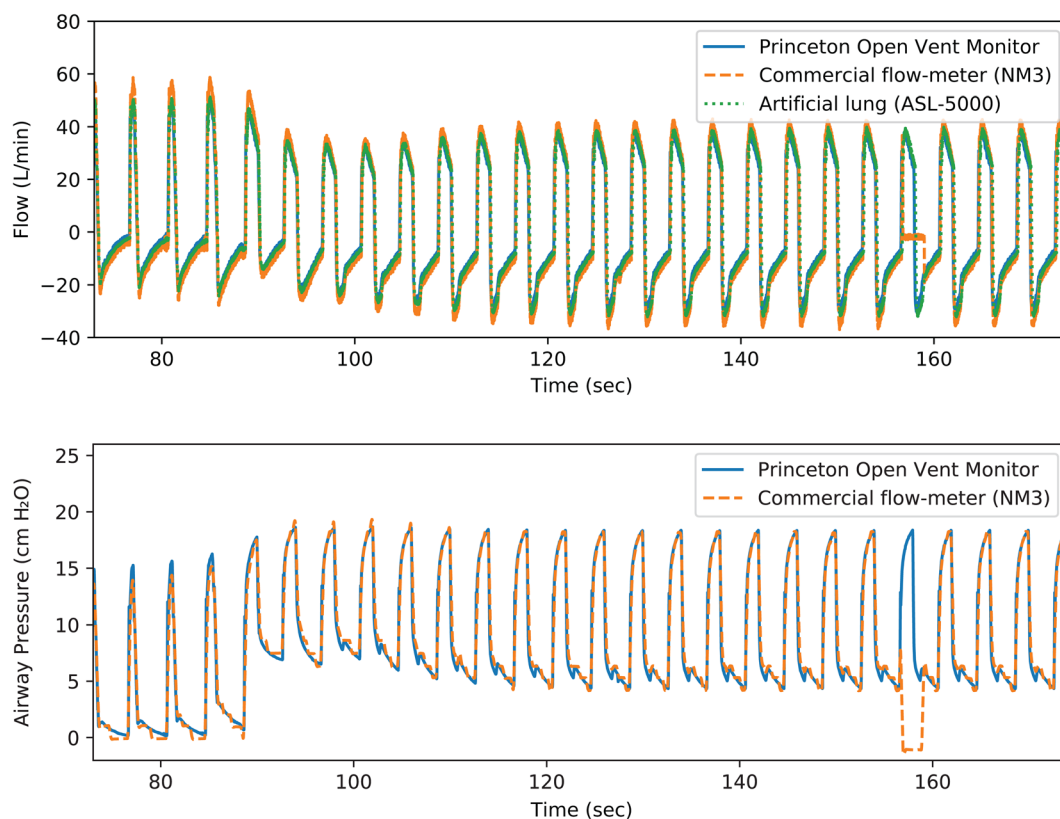 80
60
40
20
0
−20
−40
Flow (L/min)
Princeton Open Vent Monitor
Commercial flow-meter (NM3)
Artificial lung (ASL-5000)
80
100
120
140
160
Time (sec)
25
20
15
10
5
0
Airway Pressure (cm H₂O)
Princeton Open Vent Monitor
Commercial flow-meter (NM3)
80
100
120
140
160
Time (sec)